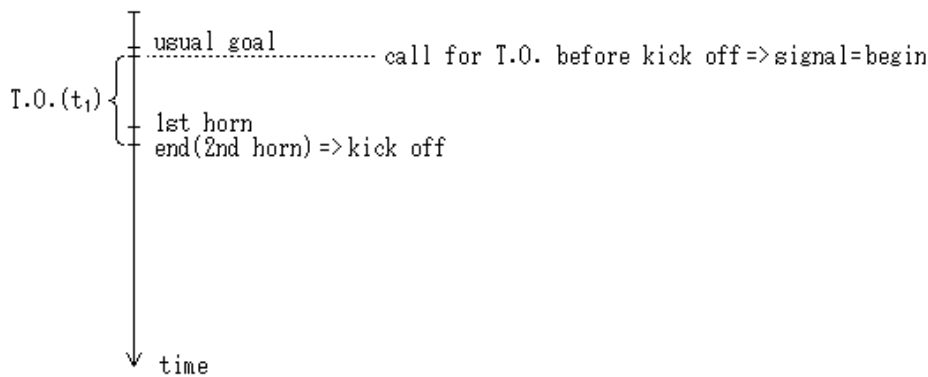 usual goal
call for T.O. before kick off=>signal=begin
T.O.(t₁)
1st horn
end(2nd horn)=>kick off
time